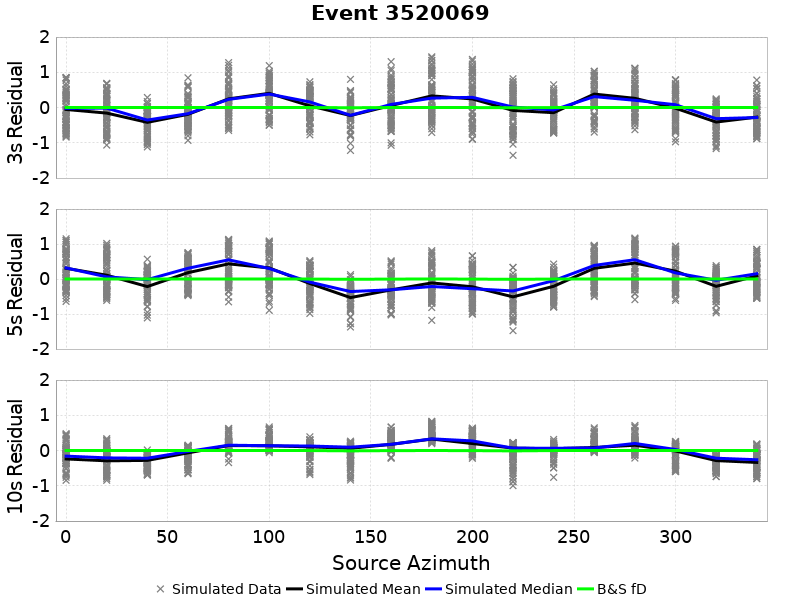 Event 3520069
2
1
0
-1
-2
3s Residual
2
1
0
-1
-2
5s Residual
2
1
0
-1
-2
10s Residual
0 50 100 150 200 250 300
Source Azimuth
Simulated Data Simulated Mean Simulated Median B&S fD